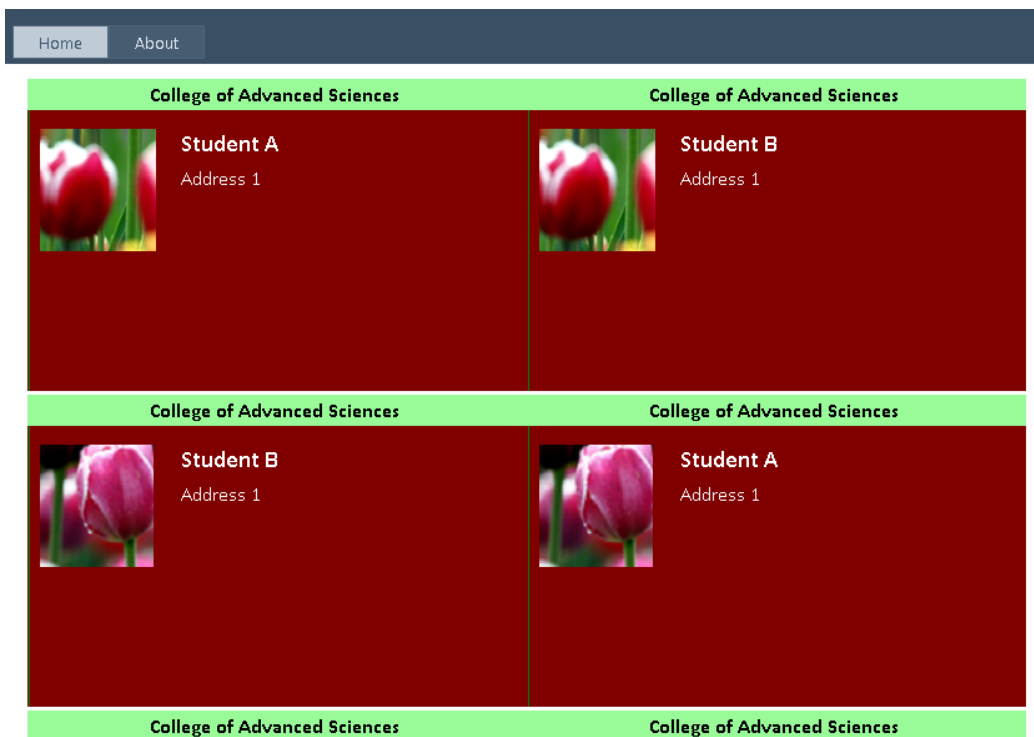 Home About
College of Advanced Sciences College of Advanced Sciences
Student A Student B
Address 1 Address 1
College of Advanced Sciences College of Advanced Sciences
Student B Student A
Address 1 Address 1
College of Advanced Sciences College of Advanced Sciences